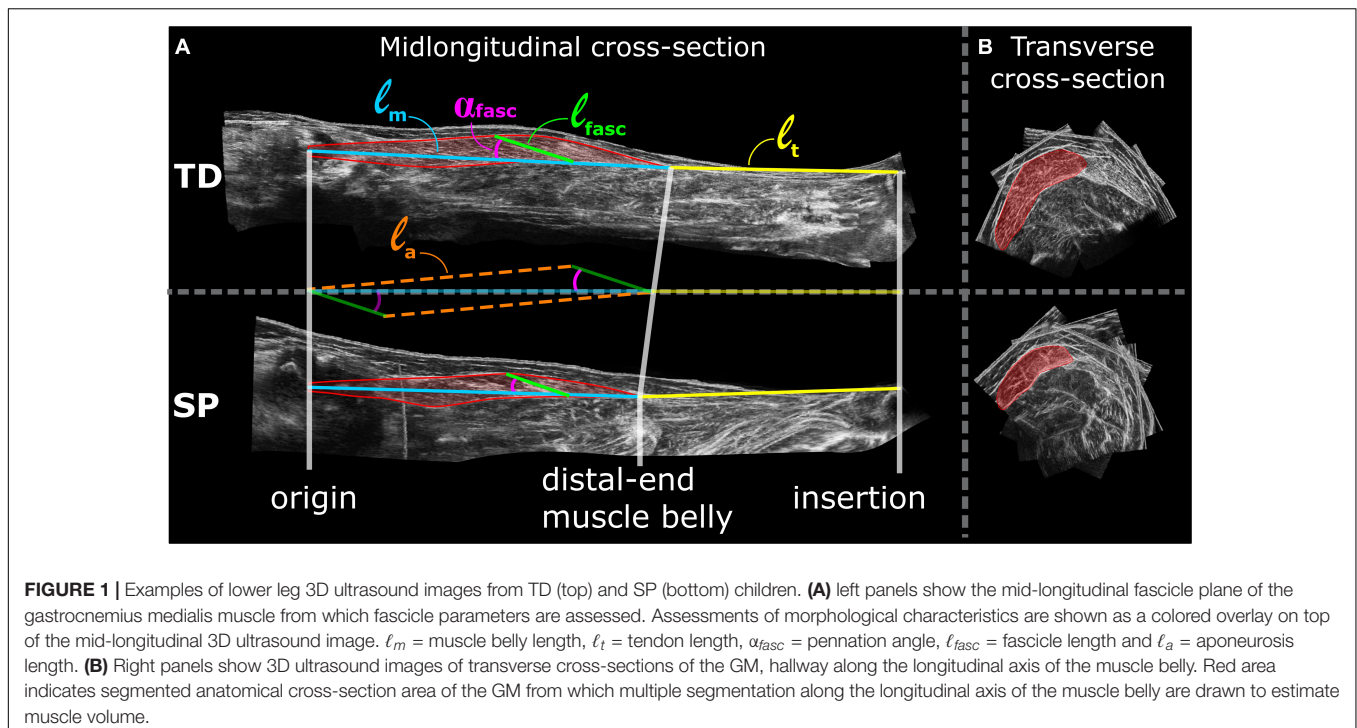 A
Midlongitudinal cross-section
B
Transverse
cross-section
ℓm
αfasc
ℓfasc
ℓt
TD
ℓa
SP
origin
distal-end
muscle belly
insertion
FIGURE 1 | Examples of lower leg 3D ultrasound images from TD (top) and SP (bottom) children. (A) left panels show the mid-longitudinal fascicle plane of the
gastrocnemius medialis muscle from which fascicle parameters are assessed. Assessments of morphological characteristics are shown as a colored overlay on top
of the mid-longitudinal 3D ultrasound image. ℓm = muscle belly length, ℓt = tendon length, αfasc = pennation angle, ℓfasc = fascicle length and ℓa = aponeurosis
length. (B) Right panels show 3D ultrasound images of transverse cross-sections of the GM, hallway along the longitudinal axis of the muscle belly. Red area
indicates segmented anatomical cross-section area of the GM from which multiple segmentation along the longitudinal axis of the muscle belly are drawn to estimate
muscle volume.